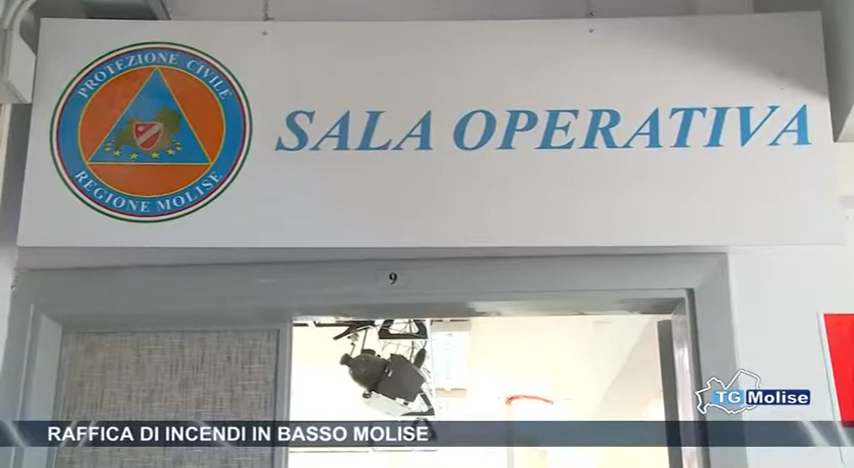 PROTEZIONE CIVILE
REGIONE MOLISE
SALA OPERATIVA
9
TG Molise
RAFFICA DI INCENDI IN BASSO MOLISE